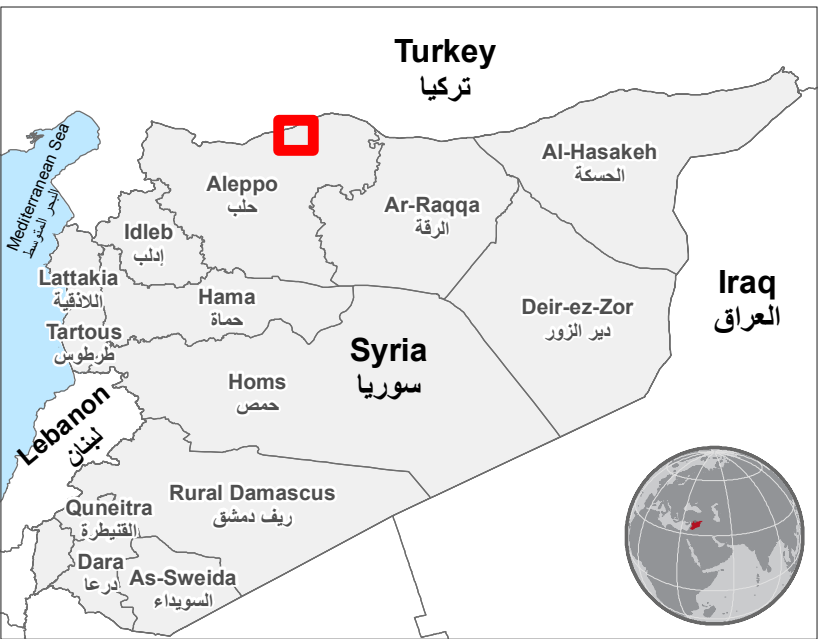 Turkey
تركيا
Mediterranean Sea
البحر المتوسط
Al-Hasakeh
الحسكة
Aleppo
حلب
Ar-Raqqa
الرقة
Idleb
إدلب
Lattakia
اللاذقية
Hama
حماة
Iraq
العراق
Deir-ez-Zor
دير الزور
Tartous
طرطوس
Syria
سوريا
Homs
حمص
Lebanon
لبنان
Rural Damascus
ريف دمشق
Quneitra
القنيطرة
Dara
درعا
As-Sweida
السويداء